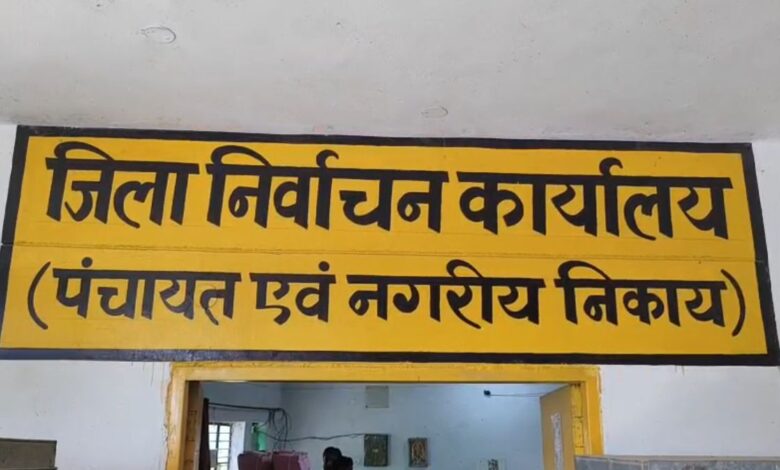 जिला निर्वाचन कार्यालय
(पंचायत एवं नगरीय निकाय)